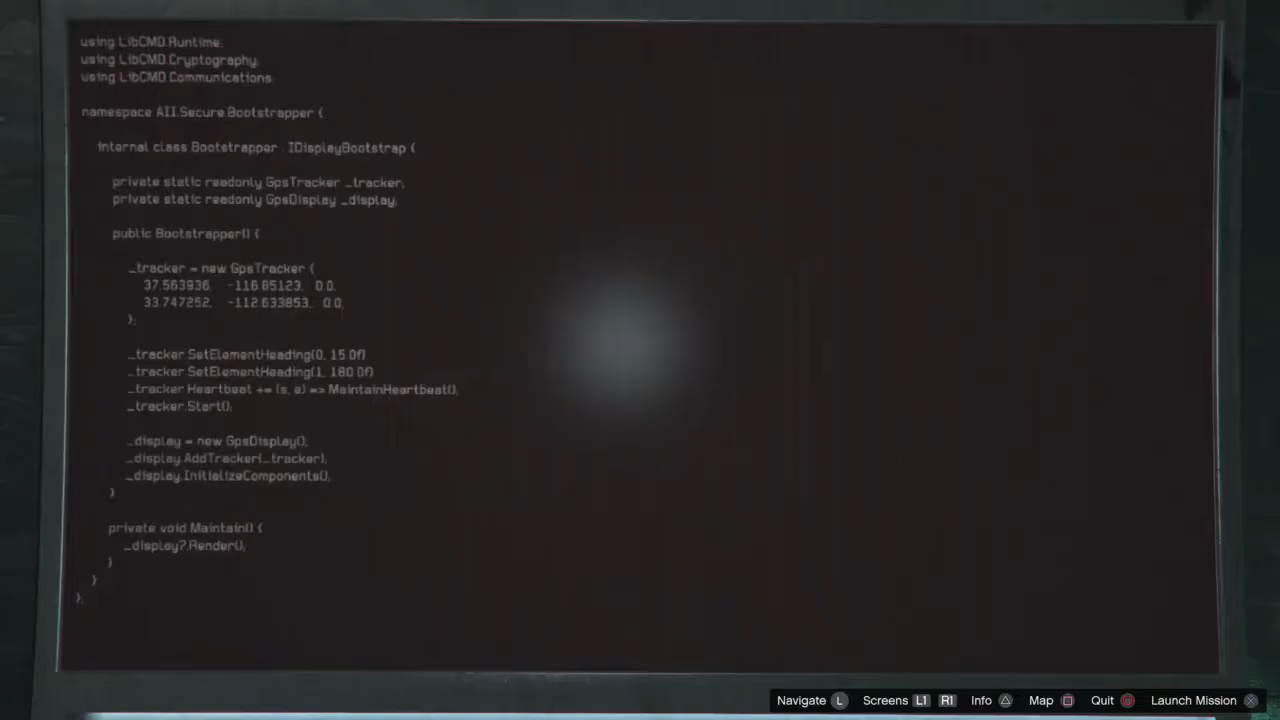 using LibCMD.Runtime;
using LibCMD.Cryptography;
using LibCMD.Communications
namespace AII.Secure.Bootstrapper {
internal class Bootstrapper : IDisplayBootstrap {
private static readonly GpsTracker _tracker;
private static readonly GpsDisplay _display;
public Bootstrapper() {
_tracker = new GpsTracker (
37.563936, -116.85123, 0.0,
33.747252, -112.633853, 0.0,
);
_tracker.SetElementHeading(0, 15.0f)
_tracker.SetElementHeading(1, 180.0f)
_tracker.Heartbeat += (s, e) => MaintainHeartbeat();
_tracker.Start();
_display = new GpsDisplay();
_display.AddTracker(_tracker);
_display.InitializeComponents();
}
private void Maintain() {
_display?.Render();
}
}
};
Navigate L Screens L1 R1 Info Map Quit Launch Mission